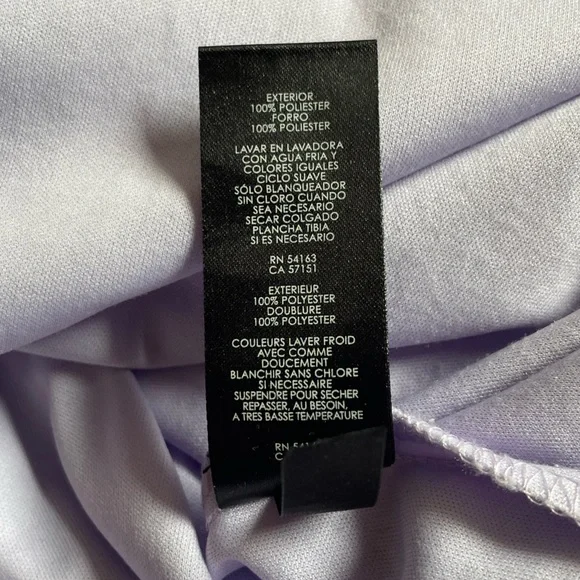 EXTERIOR
100% POLIESTER
FORRO
100% POLIESTER
LAVAR EN LAVADORA
CON AGUA FRIA Y
COLORES IGUALES
CICLO SUAVE
SÓLO BLANQUEADOR
SIN CLORO CUANDO
SEA NECESARIO
SECAR COLGADO
PLANCHA TIBIA
SI ES NECESARIO
RN 54163
CA 57151
EXTERIEUR
100% POLYESTER
DOUBLURE
100% POLYESTER
COULEURS LAVER FROID
AVEC COMME
DOUCEMENT
BLANCHIR SANS CHLORE
SI NECESSAIRE
SUSPENDRE POUR SECHER
REPASSER, AU BESOIN,
A TRES BASSE TEMPERATURE
RN
CA